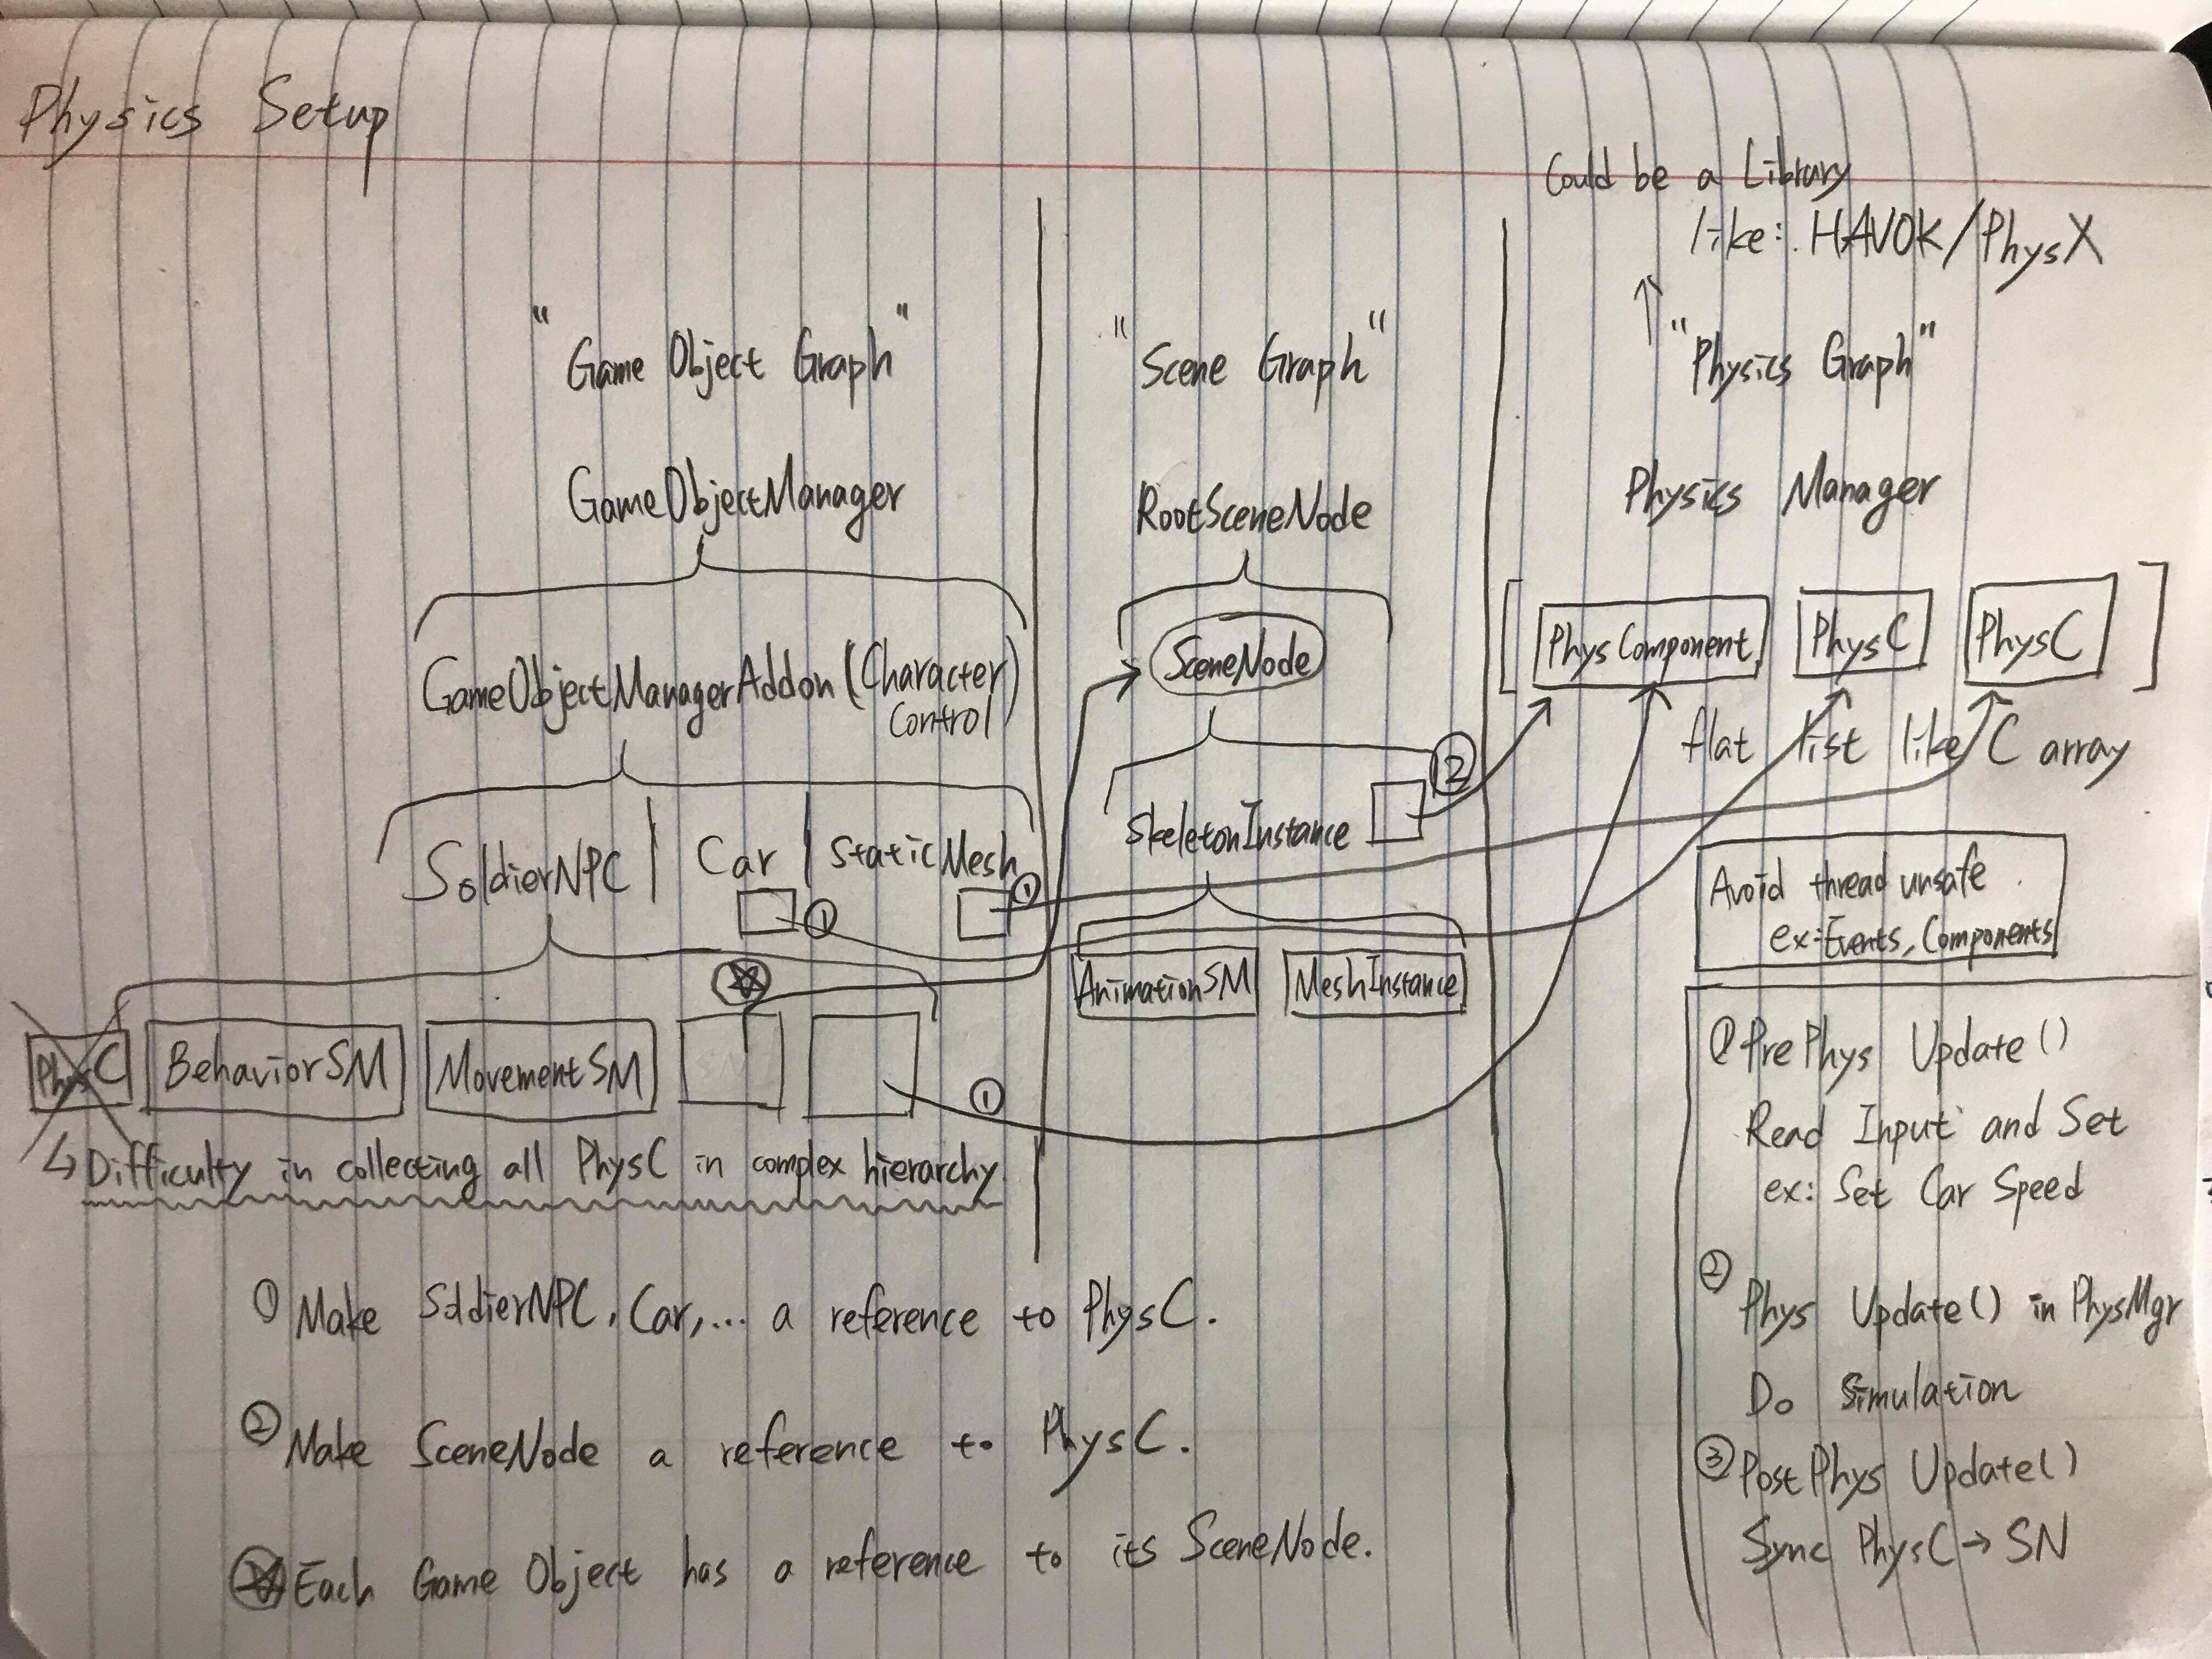 Physics Setup
Could be a Library
like: HAVOK/PhysX
"Game Object Graph"
"Scene Graph"
"Physics Graph"
GameObjectManager
RootSceneNode
Physics Manager
GameObjectManagerAddon (Character
Control)
SceneNode
PhysComponent
PhysC
PhysC
flat list like C array
SoldierNPC | Car | StaticMesh
SkeletonInstance
②
①
①
Avoid thread unsafe
ex: Events, Components
AnimationSM
MeshInstance
PhysC
BehaviorSM
MovementSM
①
Difficulty in collecting all PhysC in complex hierarchy.
① Make SoldierNPC, Car, ... a reference to PhysC.
② Make SceneNode a reference to PhysC.
Each Game Object has a reference to its SceneNode.
① PrePhys Update()
Read Input and Set
ex: Set Car Speed
② Phys Update() in PhysMgr
Do Simulation
③ PostPhys Update()
Sync PhysC → SN